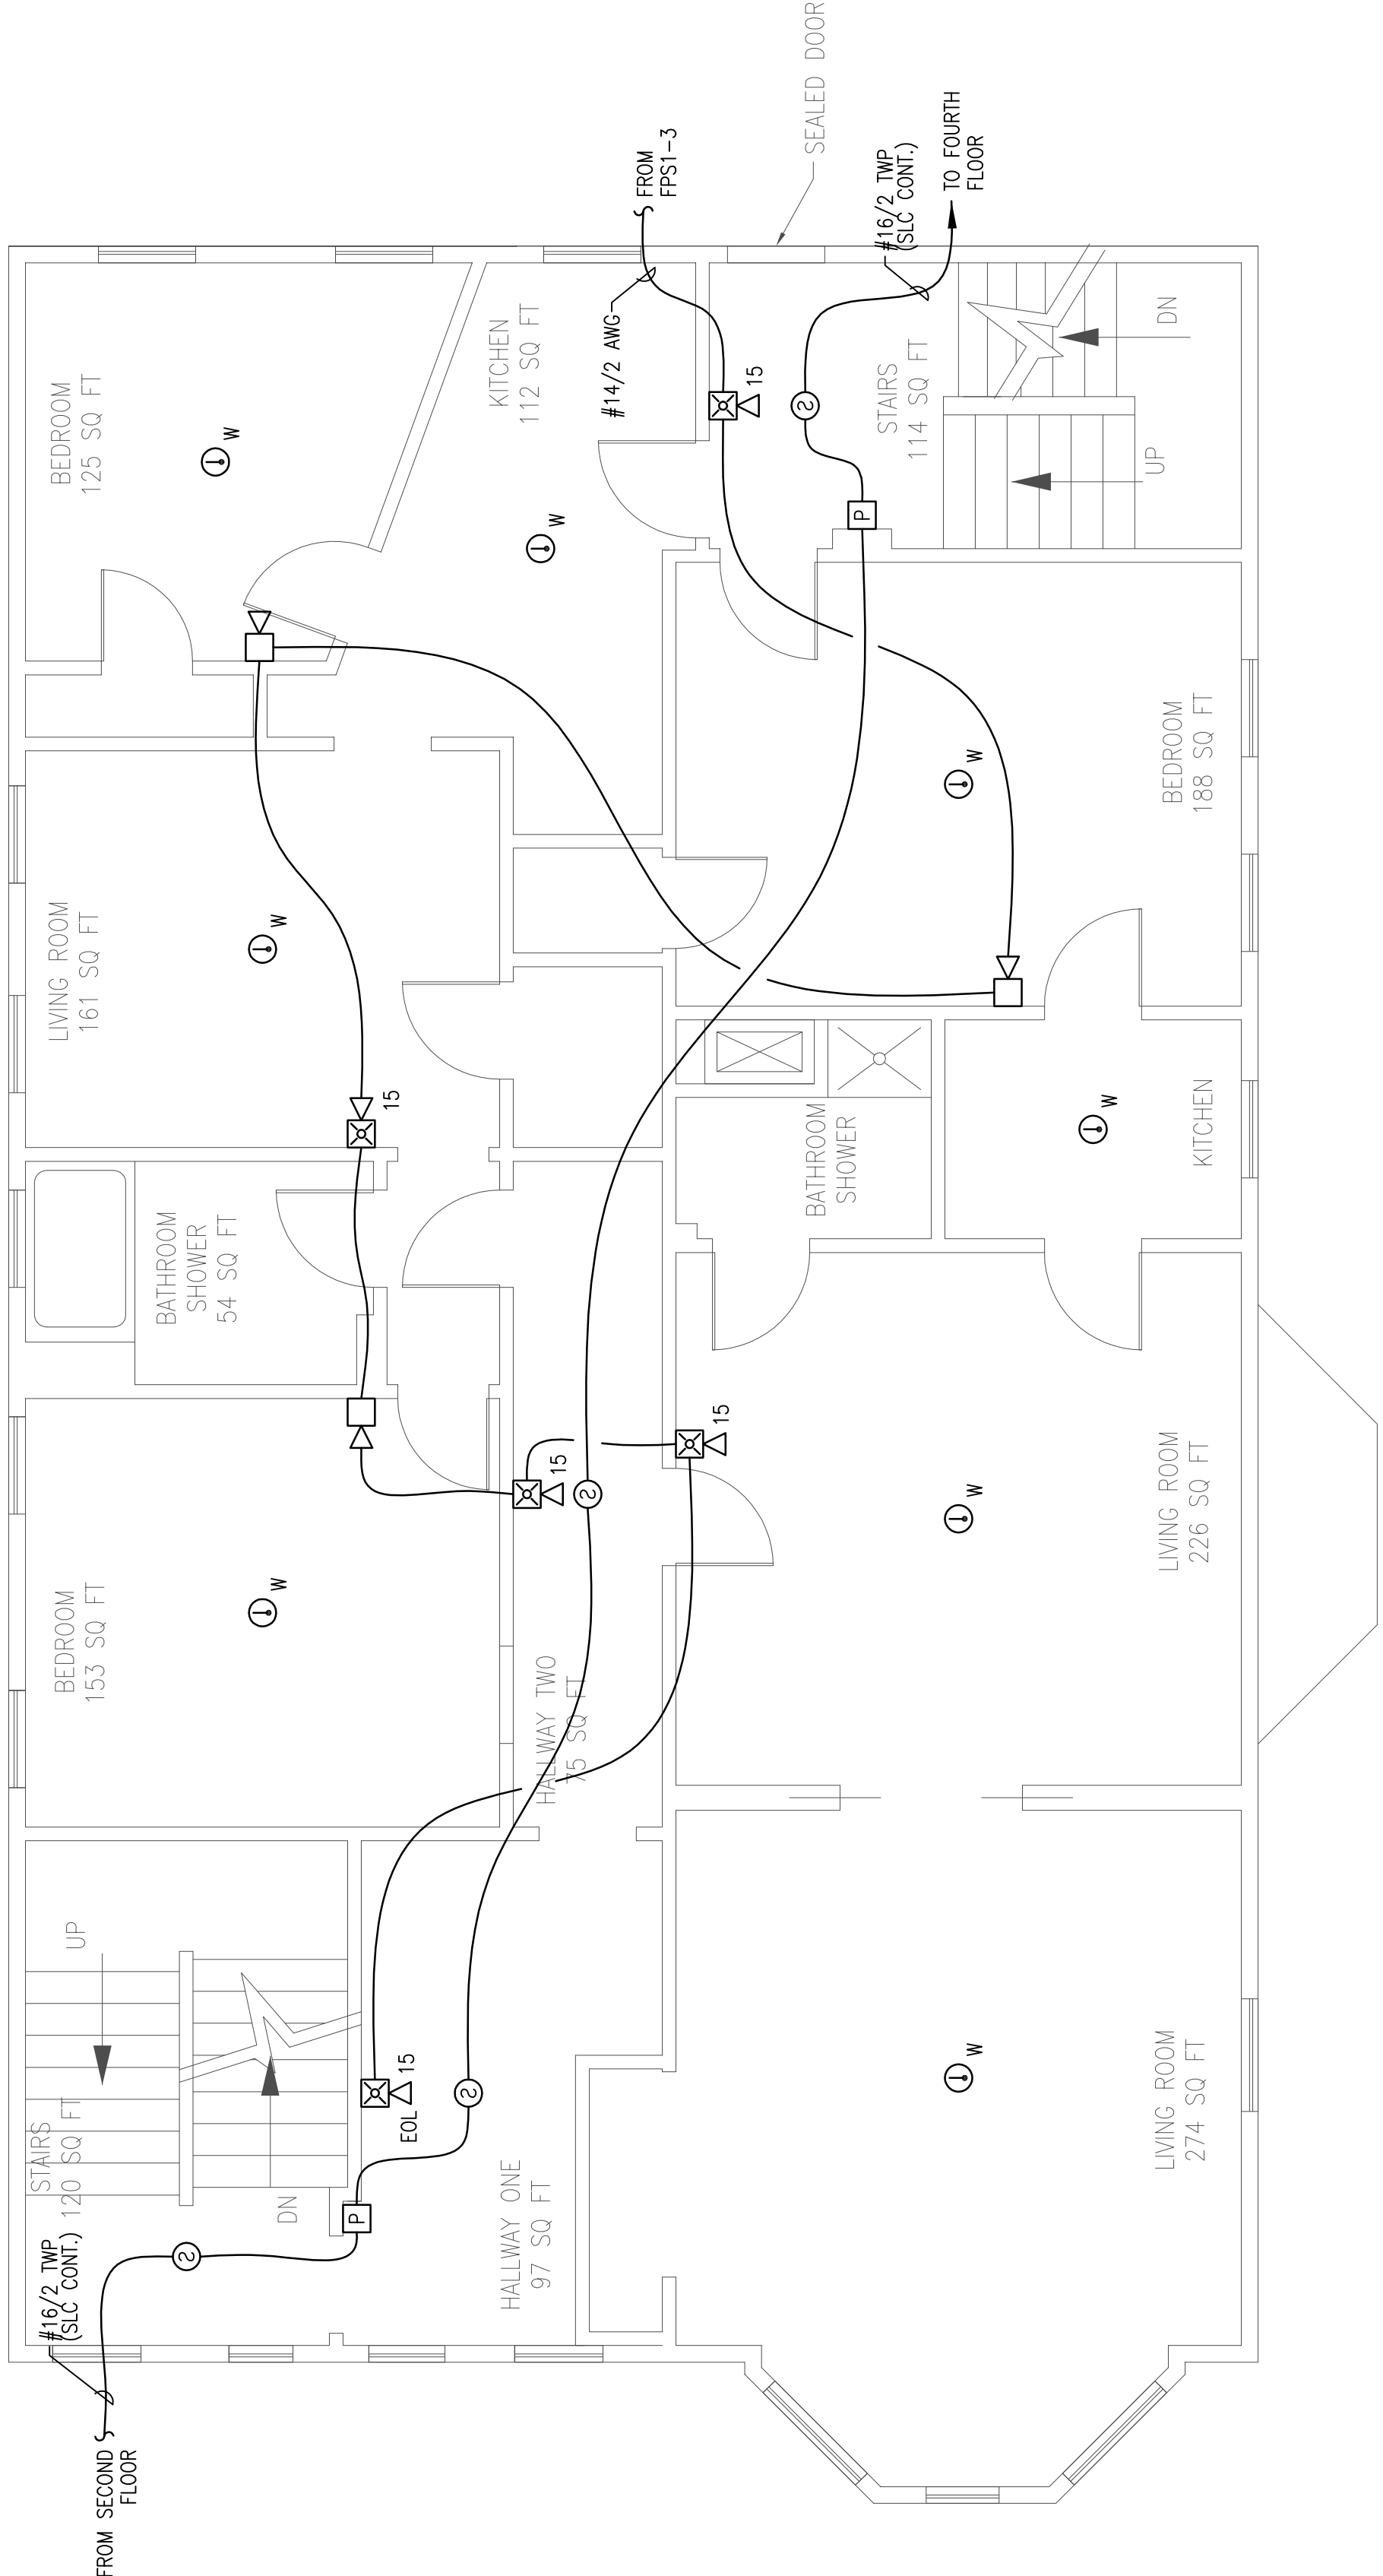 SEALED DOOR
FROM
FPS1-3
#16/2 TWP
(SLC CONT.)
TO FOURTH
FLOOR
#14/2 AWG
BEDROOM
125 SQ FT
W
KITCHEN
112 SQ FT
W
15
S
P
STAIRS
114 SQ FT
DN
UP
LIVING ROOM
161 SQ FT
W
15
BEDROOM
188 SQ FT
W
BATHROOM
SHOWER
54 SQ FT
BATHROOM
SHOWER
KITCHEN
W
BEDROOM
153 SQ FT
W
15
S
15
HALLWAY TWO
75 SQ FT
LIVING ROOM
226 SQ FT
W
UP
STAIRS
120 SQ FT
DN
15
EOL
S
P
S
HALLWAY ONE
97 SQ FT
LIVING ROOM
274 SQ FT
W
#16/2 TWP
(SLC CONT.)
FROM SECOND
FLOOR